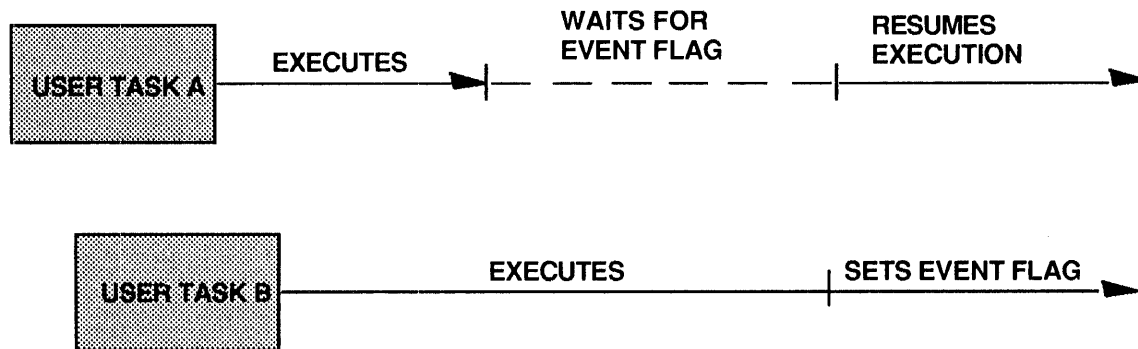 USER TASK A
EXECUTES
WAITS FOR
EVENT FLAG
RESUMES
EXECUTION
USER TASK B
EXECUTES
SETS EVENT FLAG